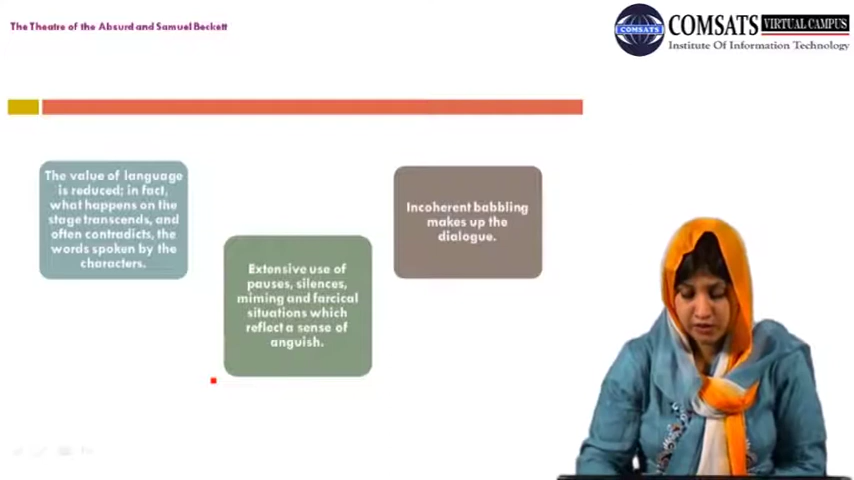 The Theatre of the Absurd and Samuel Beckett
COMSATS
COMSATS VIRTUAL CAMPUS
Institute Of Information Technology
The value of language
is reduced; in fact,
what happens on the
stage transcends, and
often contradicts, the
words spoken by the
characters.
Extensive use of
pauses, silences,
miming and farcical
situations which
reflect a sense of
anguish.
Incoherent babbling
makes up the
dialogue.